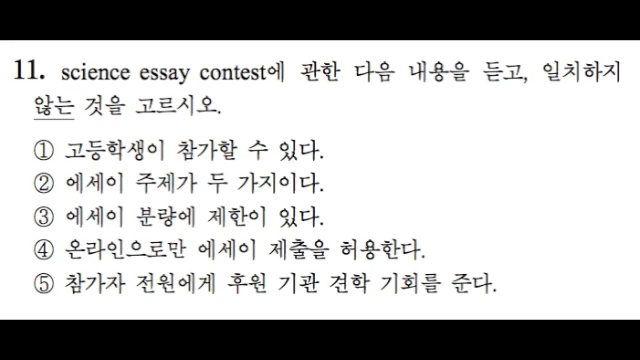 11. science essay contest에 관한 다음 내용을 듣고, 일치하지
않는 것을 고르시오.
① 고등학생이 참가할 수 있다.
② 에세이 주제가 두 가지이다.
③ 에세이 분량에 제한이 있다.
④ 온라인으로만 에세이 제출을 허용한다.
⑤ 참가자 전원에게 후원 기관 견학 기회를 준다.